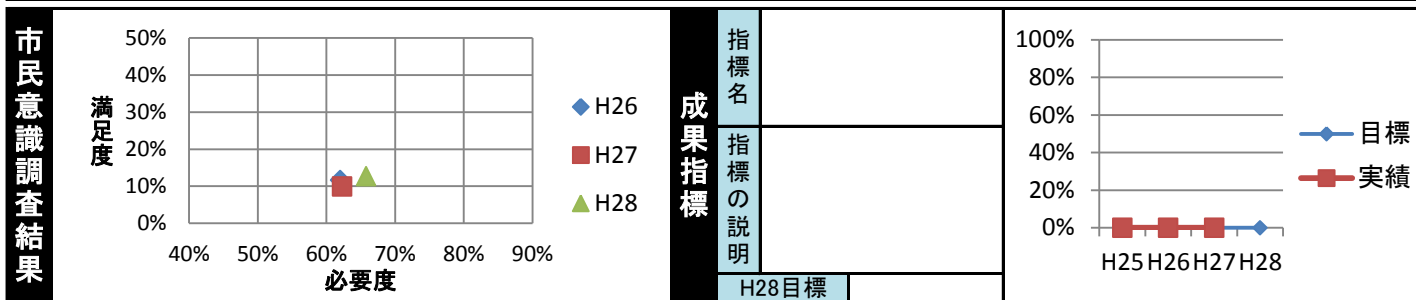 市民意識調査結果
満足度
50%
40%
30%
20%
10%
0%
40% 50% 60% 70% 80% 90%
必要度
H26
H27
H28
成果指標
指標名
指標の説明
H28目標
100%
80%
60%
40%
20%
0%
H25 H26 H27 H28
目標
実績